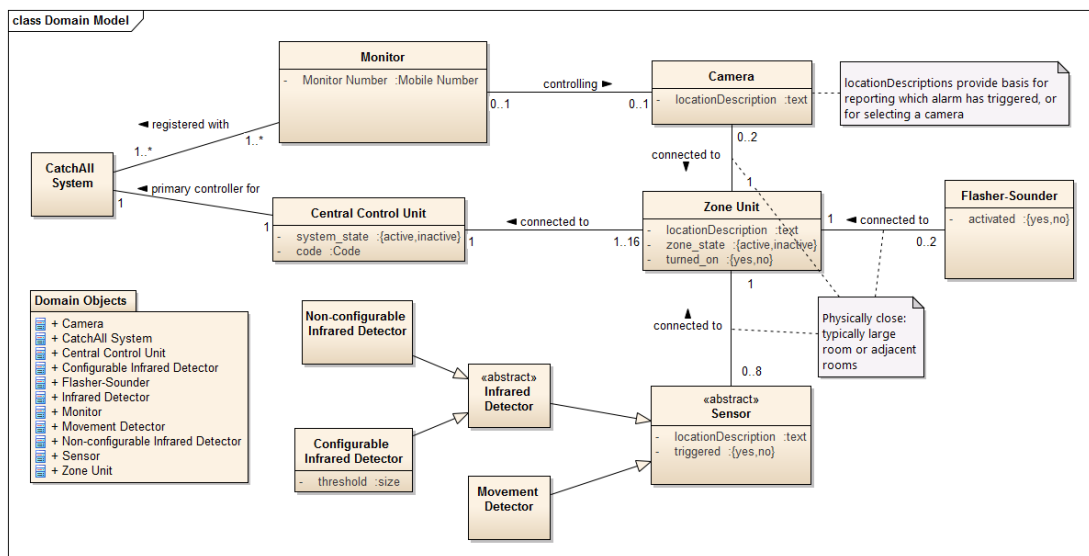 class Domain Model
Monitor
- Monitor Number :Mobile Number
controlling ►
0..1
0..1
Camera
- locationDescription :text
locationDescriptions provide basis for
reporting which alarm has triggered, or
for selecting a camera
◄ registered with
1..*
1..*
0..2
connected to
▼
1
CatchAll
System
1
◄ primary controller for
1
Central Control Unit
- system_state :{active,inactive}
- code :Code
1
◄ connected to
1..16
Zone Unit
- locationDescription :text
- zone_state :{active,inactive}
- turned_on :{yes,no}
1
◄ connected to
0..2
Flasher-Sounder
- activated :{yes,no}
1
connected to
▲
0..8
Physically close:
typically large
room or adjacent
rooms
Domain Objects
+ Camera
+ CatchAll System
+ Central Control Unit
+ Configurable Infrared Detector
+ Flasher-Sounder
+ Infrared Detector
+ Monitor
+ Movement Detector
+ Non-configurable Infrared Detector
+ Sensor
+ Zone Unit
Non-configurable
Infrared Detector
«abstract»
Infrared
Detector
Configurable
Infrared Detector
- threshold :size
Movement
Detector
«abstract»
Sensor
- locationDescription :text
- triggered :{yes,no}